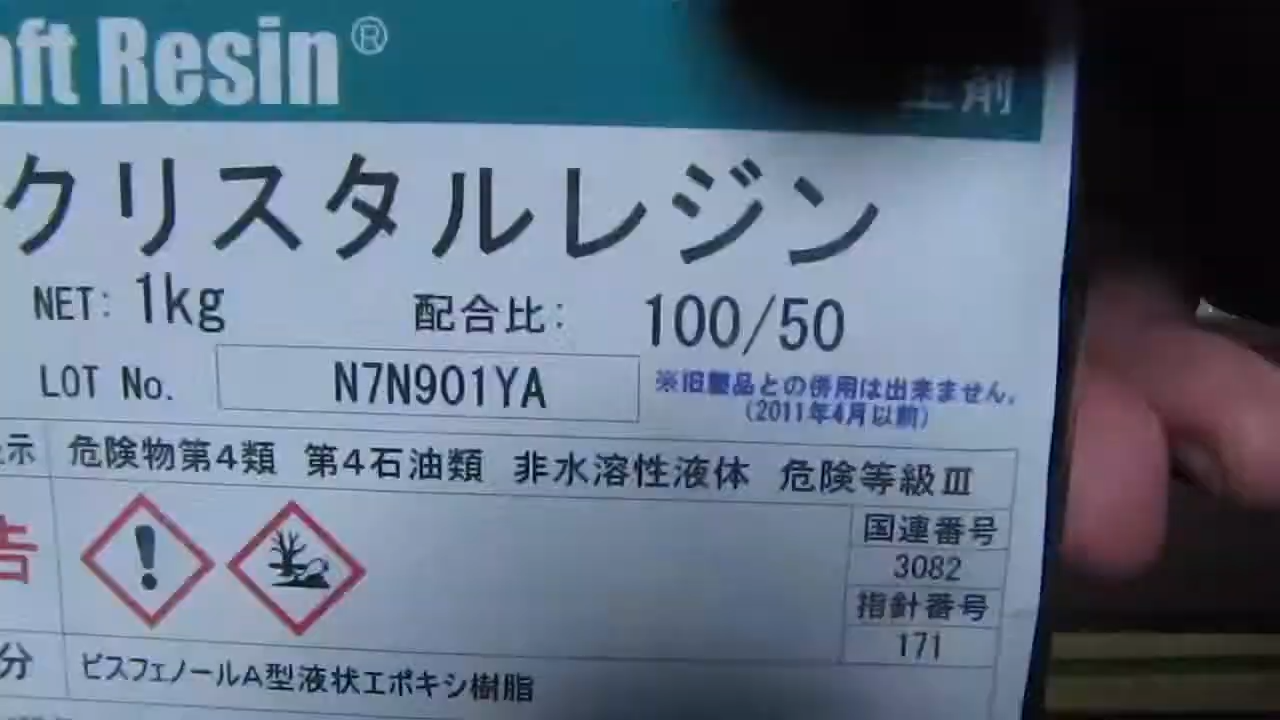 aft Resin®
主剤
クリスタルレジン
NET: 1kg 配合比: 100/50
LOT No. N7N901YA
※旧製品との併用は出来ません。
(2011年4月以前)
示 危険物第4類 第4石油類 非水溶性液体 危険等級Ⅲ
国連番号
3082
告
指針番号
171
分 ビスフェノールA型液状エポキシ樹脂